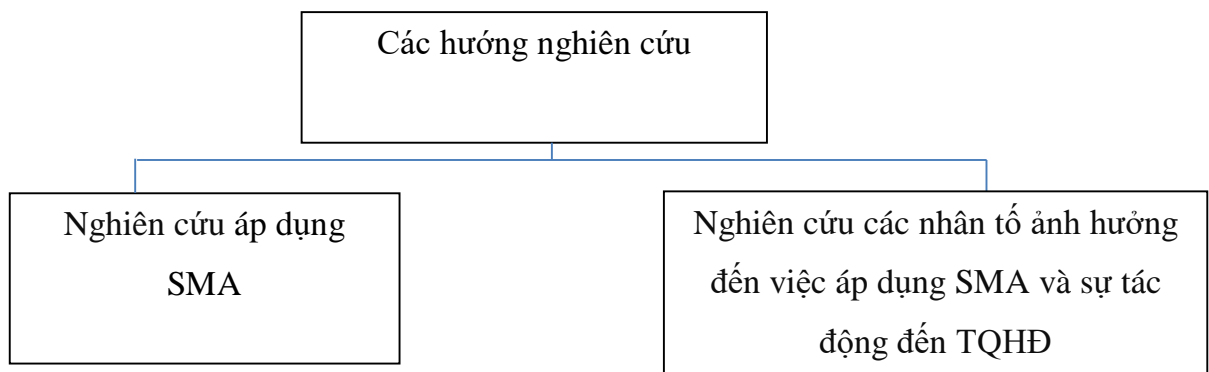 Các hướng nghiên cứu
Nghiên cứu áp dụng
SMA
Nghiên cứu các nhân tố ảnh hưởng
đến việc áp dụng SMA và sự tác
động đến TQHĐ